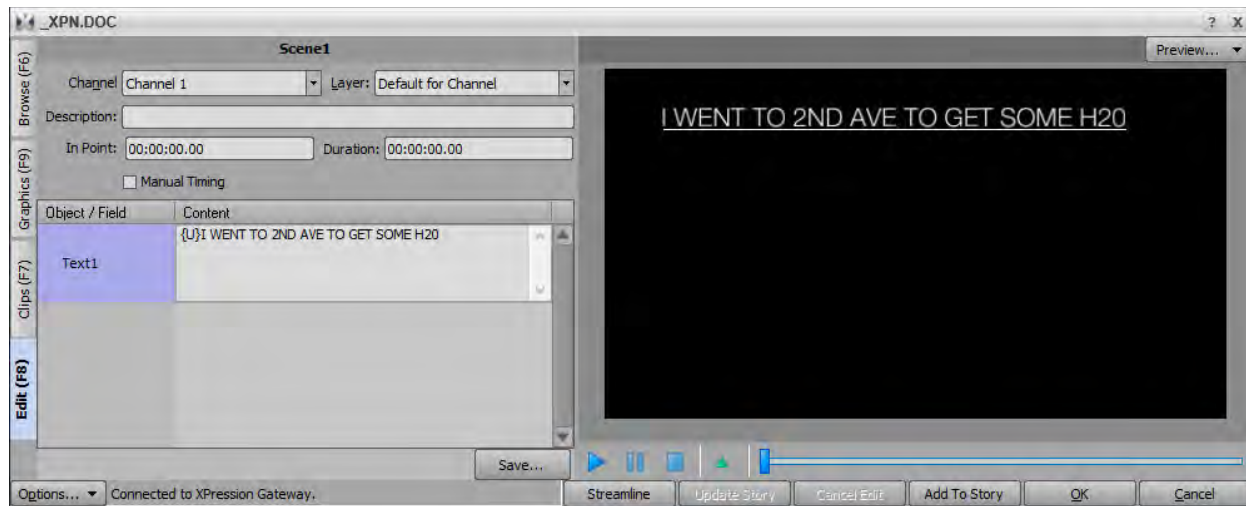 _XPN.DOC
? X
Browse (F6)
Graphics (F9)
Clips (F7)
Edit (F8)
Scene1
Channel Channel 1 Layer: Default for Channel
Description:
In Point: 00:00:00.00 Duration: 00:00:00.00
Manual Timing
Object / Field Content
Text1 {U}I WENT TO 2ND AVE TO GET SOME H20
Save...
Preview...
I WENT TO 2ND AVE TO GET SOME H20
Options... Connected to XPression Gateway.
Streamline Update Story Cancel Edit Add To Story OK Cancel